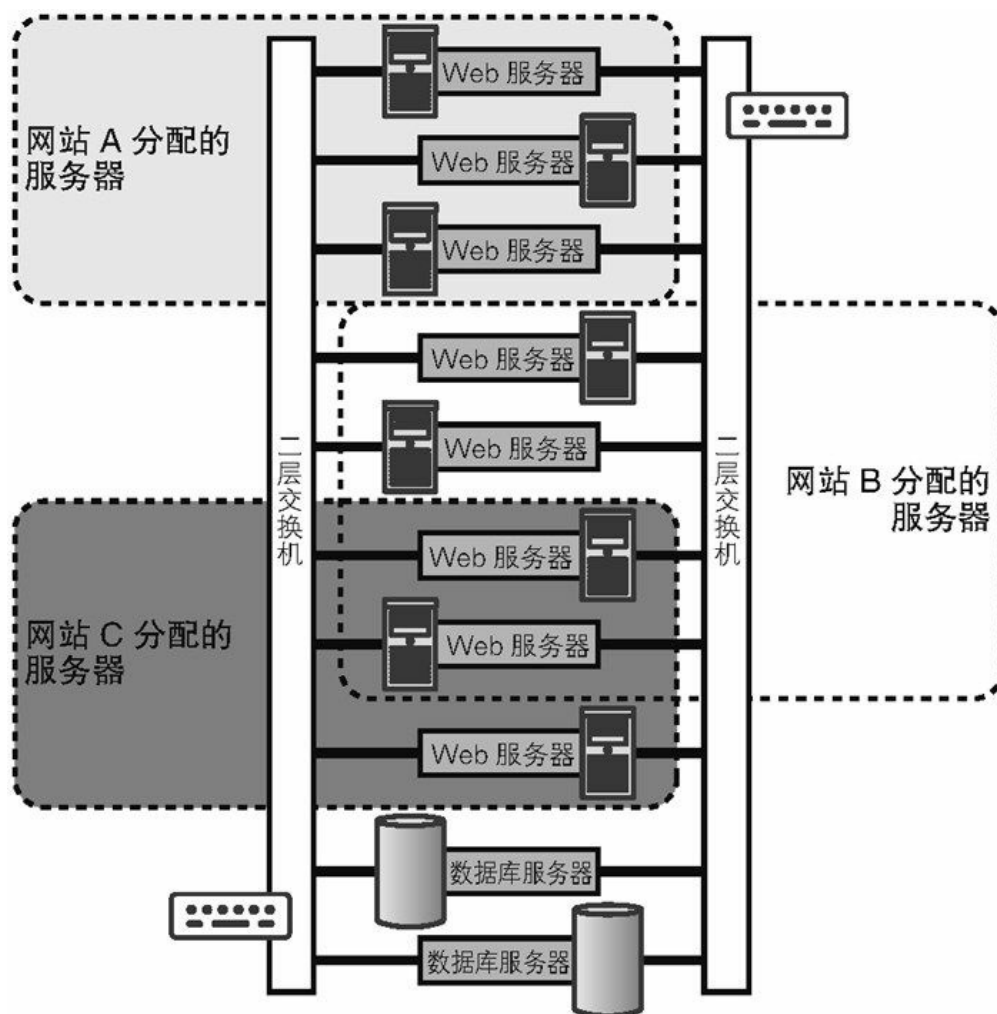 Web 服务器
网站 A 分配的
服务器
Web 服务器
Web 服务器
Web 服务器
二层交换机
Web 服务器
二层交换机
网站 B 分配的
服务器
Web 服务器
网站 C 分配的
服务器
Web 服务器
Web 服务器
数据库服务器
数据库服务器